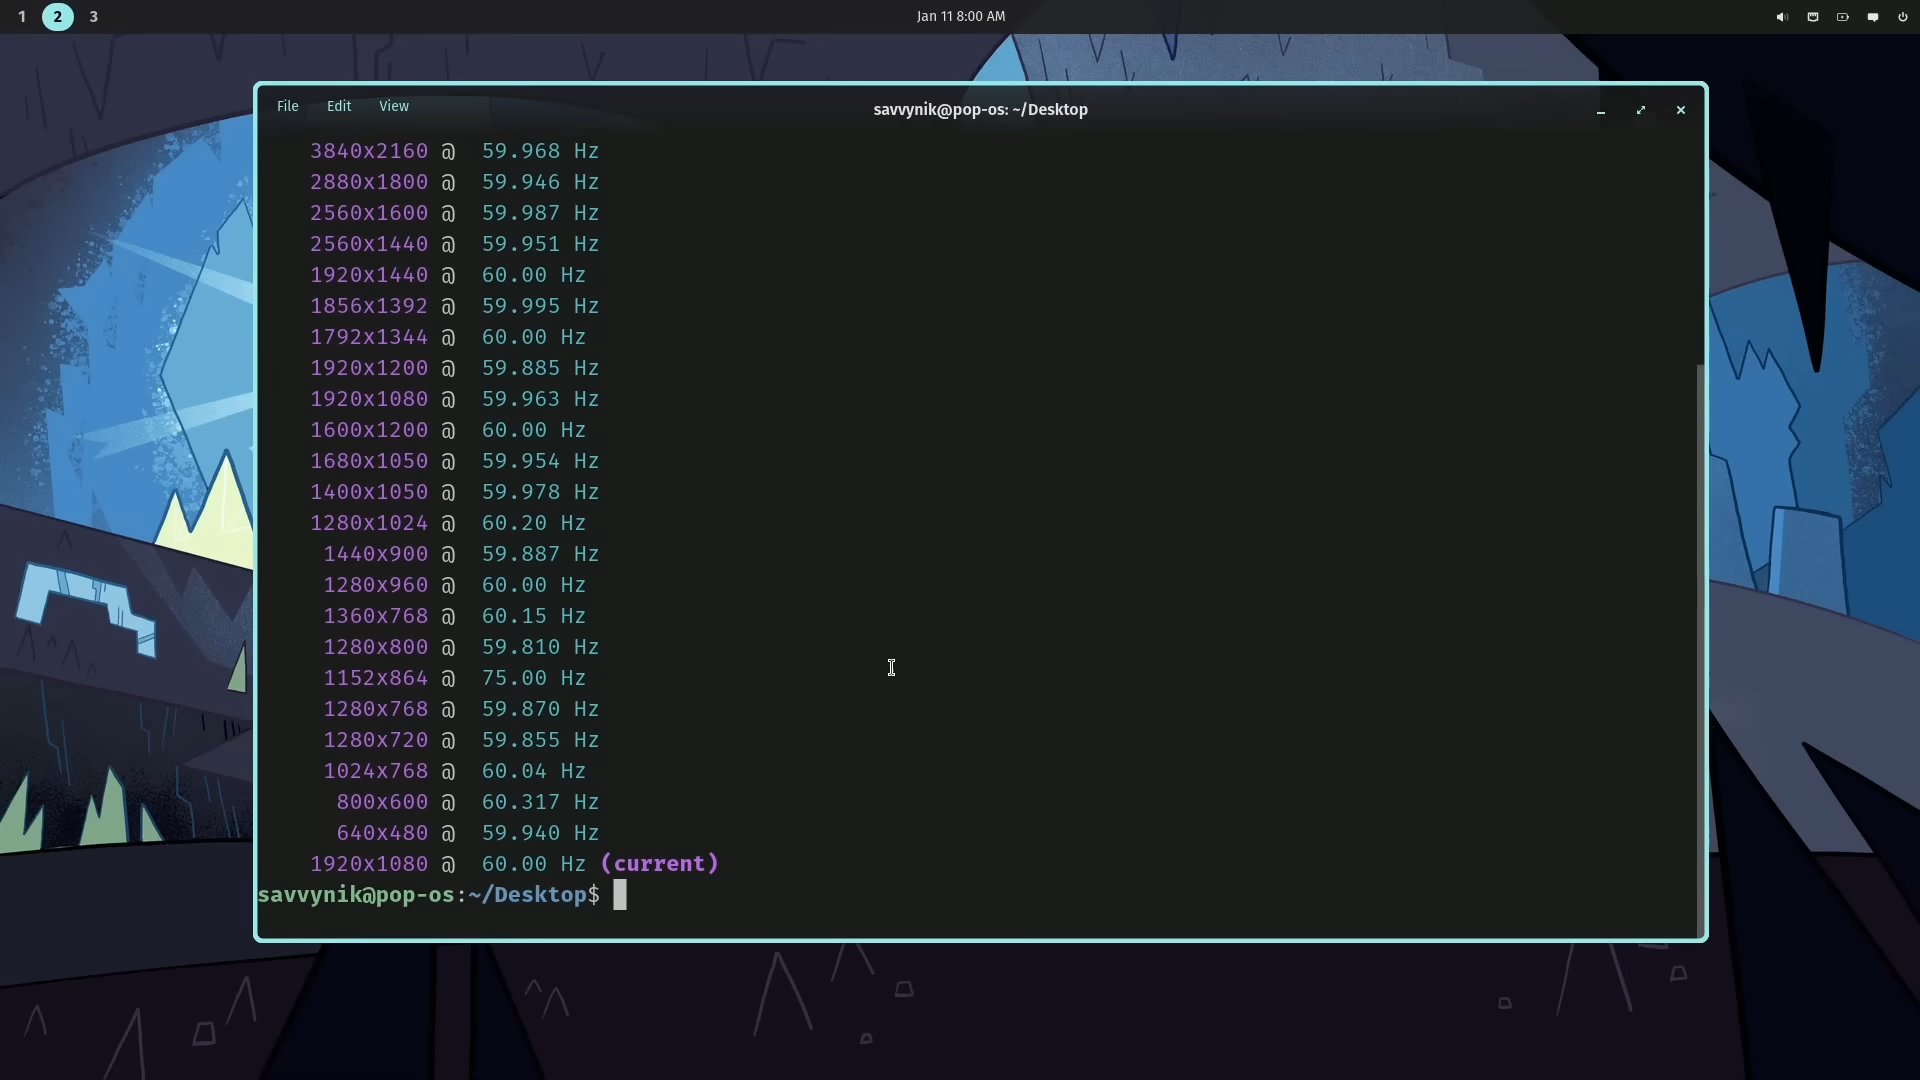 1 2 3 Jan 11 8:00 AM
File Edit View savvynik@pop-os: ~/Desktop
3840x2160 @ 59.968 Hz
2880x1800 @ 59.946 Hz
2560x1600 @ 59.987 Hz
2560x1440 @ 59.951 Hz
1920x1440 @ 60.00 Hz
1856x1392 @ 59.995 Hz
1792x1344 @ 60.00 Hz
1920x1200 @ 59.885 Hz
1920x1080 @ 59.963 Hz
1600x1200 @ 60.00 Hz
1680x1050 @ 59.954 Hz
1400x1050 @ 59.978 Hz
1280x1024 @ 60.20 Hz
1440x900 @ 59.887 Hz
1280x960 @ 60.00 Hz
1360x768 @ 60.15 Hz
1280x800 @ 59.810 Hz
1152x864 @ 75.00 Hz
1280x768 @ 59.870 Hz
1280x720 @ 59.855 Hz
1024x768 @ 60.04 Hz
800x600 @ 60.317 Hz
640x480 @ 59.940 Hz
1920x1080 @ 60.00 Hz (current)
savvynik@pop-os:~/Desktop$